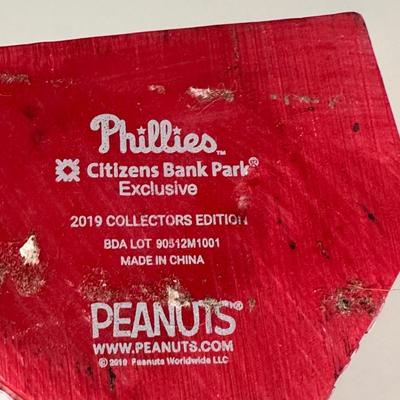 Phillies™
Citizens Bank Park®
Exclusive
2019 COLLECTORS EDITION
BDA LOT 90512M1001
MADE IN CHINA
PEANUTS®
WWW.PEANUTS.COM
© 2019 Peanuts Worldwide LLC